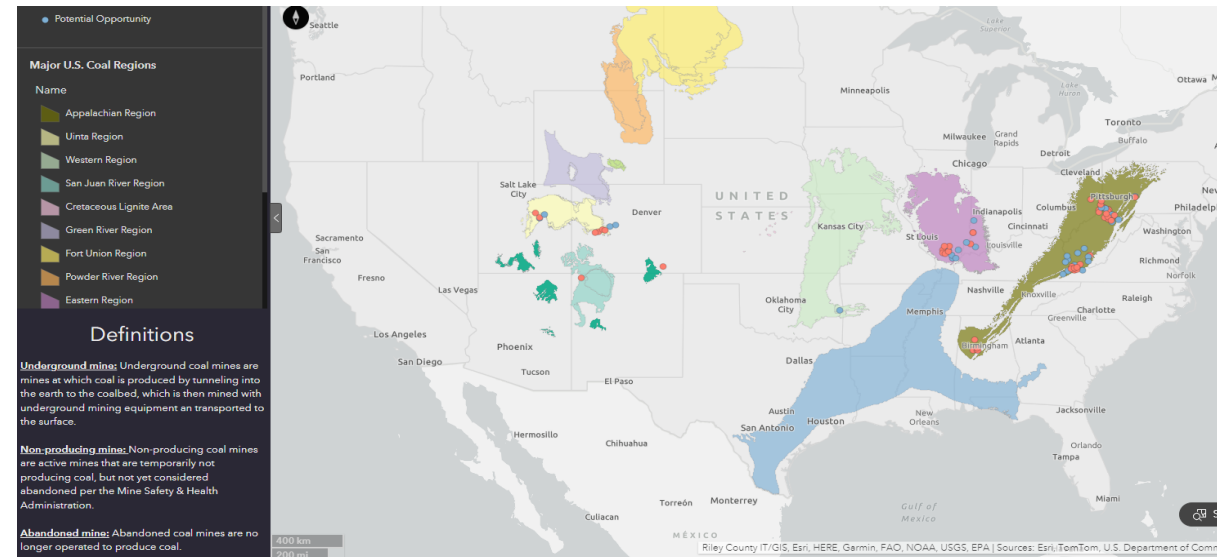 Potential Opportunity
Major U.S. Coal Regions
Name
Appalachian Region
Uinta Region
Western Region
San Juan River Region
Cretaceous Lignite Area
Green River Region
Fort Union Region
Powder River Region
Eastern Region
Definitions
Underground mine: Underground coal mines are
mines at which coal is produced by tunneling into
the earth to the coalbed, which is then mined with
underground mining equipment an transported to
the surface.
Non-producing mine: Non-producing coal mines
are active mines that are temporarily not
producing coal, but not yet considered
abandoned per the Mine Safety & Health
Administration.
Abandoned mine: Abandoned coal mines are no
longer operated to produce coal.
Seattle
Portland
Lake
Superior
Minneapolis
Ottawa
Lake
Huron
Toronto
Milwaukee
Grand
Rapids
Buffalo
Detroit
Chicago
Cleveland
Salt Lake
City
UNITED
STATES
Denver
Pittsburgh
Columbus
Indianapolis
Philadelp
Kansas City
Cincinnati
Washington
St Louis
Louisville
Sacramento
San
Francisco
Richmond
Norfolk
Fresno
Las Vegas
Nashville
Knoxville
Raleigh
Oklahoma
City
Memphis
Charlotte
Greenville
Los Angeles
Phoenix
Birmingham
Atlanta
San Diego
Tucson
Dallas
El Paso
Austin
San Antonio
Houston
New
Orleans
Jacksonville
Hermosillo
Chihuahua
Orlando
Tampa
Torreón
Monterrey
Miami
Gulf of
Mexico
Culiacan
MÉXICO
400 km
200 mi
Riley County IT/GIS, Esri, HERE, Garmin, FAO, NOAA, USGS, EPA | Sources: Esri, TomTom, U.S. Department of Com